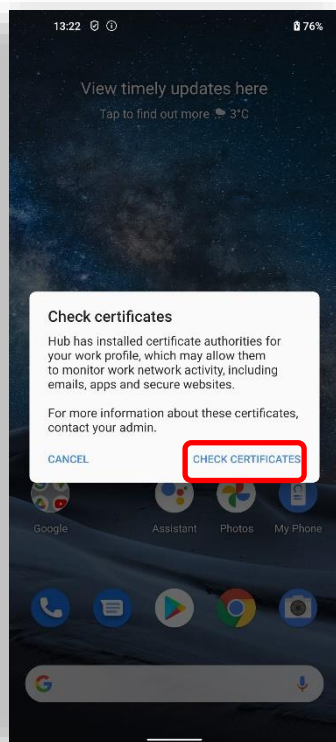 13:22 76%
View timely updates here
Tap to find out more 3°C
Check certificates
Hub has installed certificate authorities for
your work profile, which may allow them
to monitor work network activity, including
emails, apps and secure websites.
For more information about these certificates,
contact your admin.
CANCEL CHECK CERTIFICATES
Google Assistant Photos My Phone